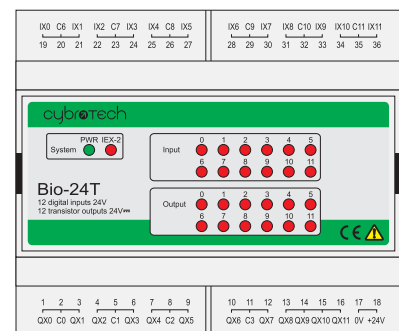 IX0 C6 IX1 IX2 C7 IX3 IX4 C8 IX5 IX6 C9 IX7 IX8 C10 IX9 IX10 C11 IX11
19 20 21 22 23 24 25 26 27 28 29 30 31 32 33 34 35 36
cybrotech
PWR IEX-2
System
Input
0 1 2 3 4 5
6 7 8 9 10 11
Bio-24T
12 digital inputs 24V
12 transistor outputs 24V⎓
Output
0 1 2 3 4 5
6 7 8 9 10 11
CE
1 2 3 4 5 6 7 8 9 10 11 12 13 14 15 16 17 18
QX0 C0 QX1 QX2 C1 QX3 QX4 C2 QX5 QX6 C3 QX7 QX8 QX9 QX10 QX11 0V +24V